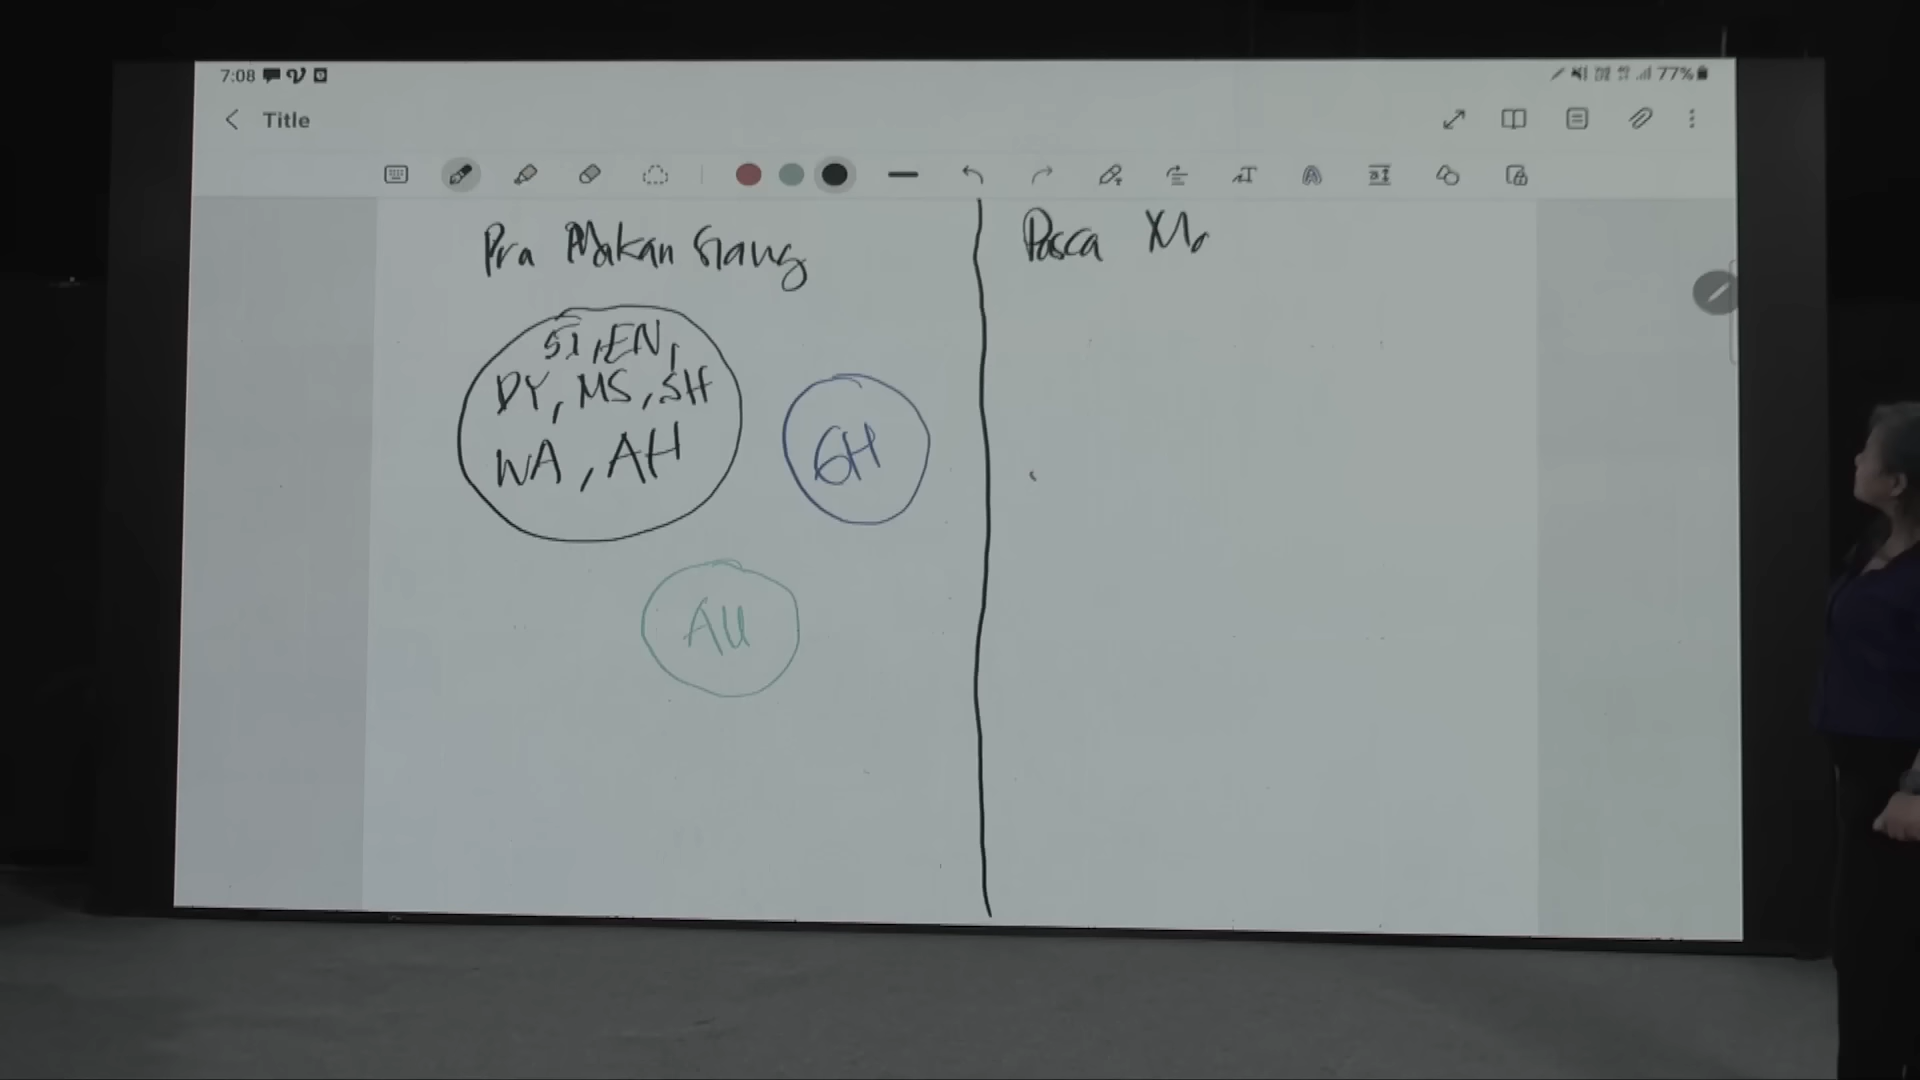 7:08
77%
Title
Pra Makan Siang
Pasca
SI, EN,
DY, MS, SH
WA, AH
GH
AU